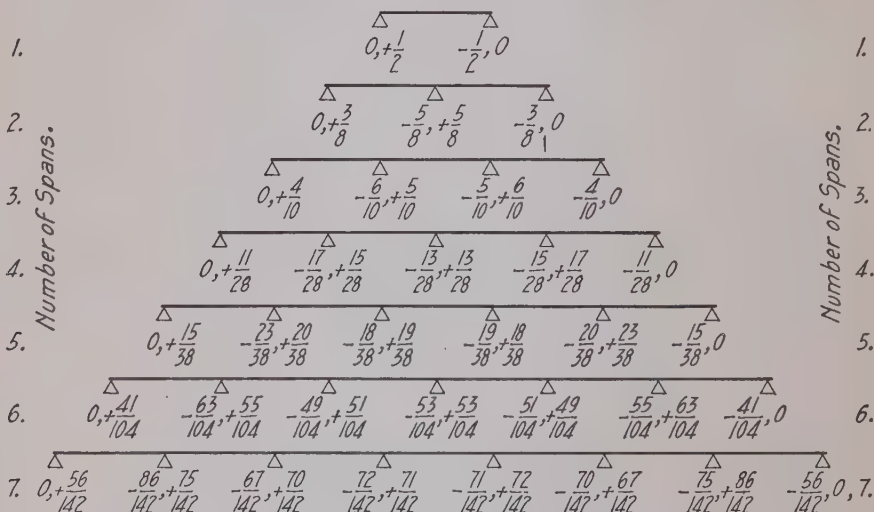 1. 0,+1/2 -1/2,0 1.
2. 0,+3/8 -5/8,+5/8 -3/8,0 2.
3. 0,+4/10 -6/10,+5/10 -5/10,+6/10 -4/10,0 3.
4. 0,+11/28 -17/28,+15/28 -13/28,+13/28 -15/28,+17/28 -11/28,0 4.
5. 0,+15/38 -23/38,+20/38 -18/38,+19/38 -19/38,+18/38 -20/38,+23/38 -15/38,0 5.
6. 0,+41/104 -63/104,+55/104 -49/104,+51/104 -53/104,+53/104 -51/104,+49/104 -55/104,+63/104 -41/104,0 6.
7. 0,+56/142 -86/142,+75/142 -67/142,+70/142 -72/142,+71/142 -71/142,+72/142 -70/142,+67/142 -75/142,+86/142 -56/142,0, 7.
Number of Spans.
Number of Spans.